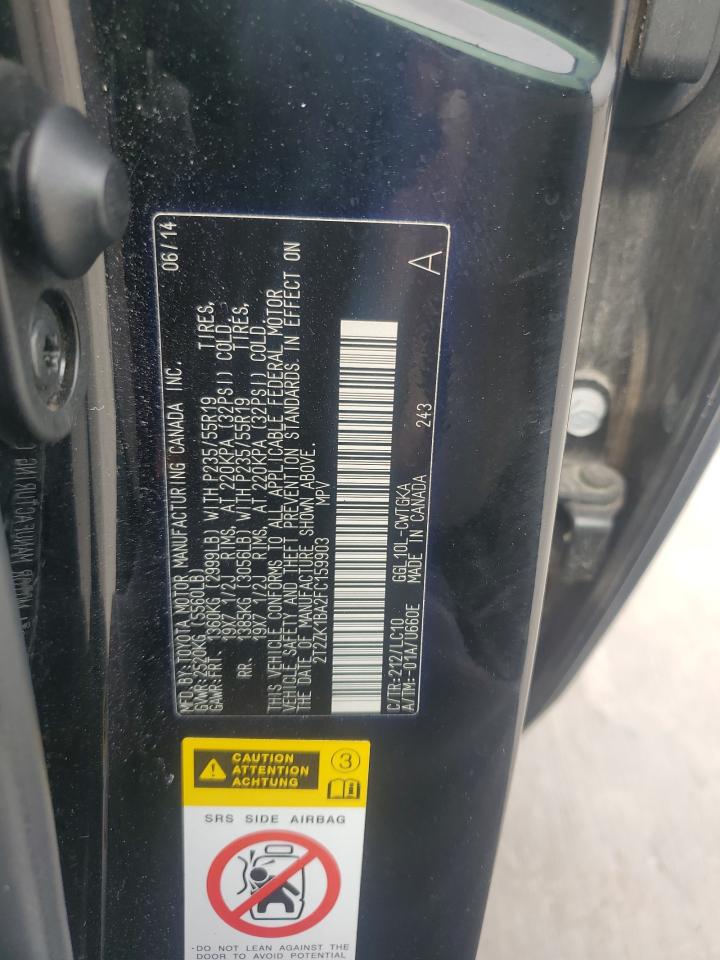 MFD. BY: TOYOTA MOTOR MANUFACTURING CANADA INC. 06/14
GVWR: 2520KG (5560LB)
GAWR: FRT. 1360KG (2999LB) WITH P235/55R19 TIRES,
19X7 1/2J RIMS, AT 220KPA (32PSI) COLD
RR. 1385KG (3056LB) WITH P235/55R19 TIRES,
19X7 1/2J RIMS, AT 220KPA (32PSI) COLD
THIS VEHICLE CONFORMS TO ALL APPLICABLE FEDERAL MOTOR
VEHICLE SAFETY AND THEFT PREVENTION STANDARDS IN EFFECT ON
THE DATE OF MANUFACTURE SHOWN ABOVE.
2T2ZK1BA2FC159903 MPV
C/TR: 212/LC10 GGL10L-CWTGKA
A/TM: -01A/U660E MADE IN CANADA 243 A
CAUTION
ATTENTION
ACHTUNG
3
SRS SIDE AIRBAG
·DO NOT LEAN AGAINST THE
DOOR TO AVOID POTENTIAL